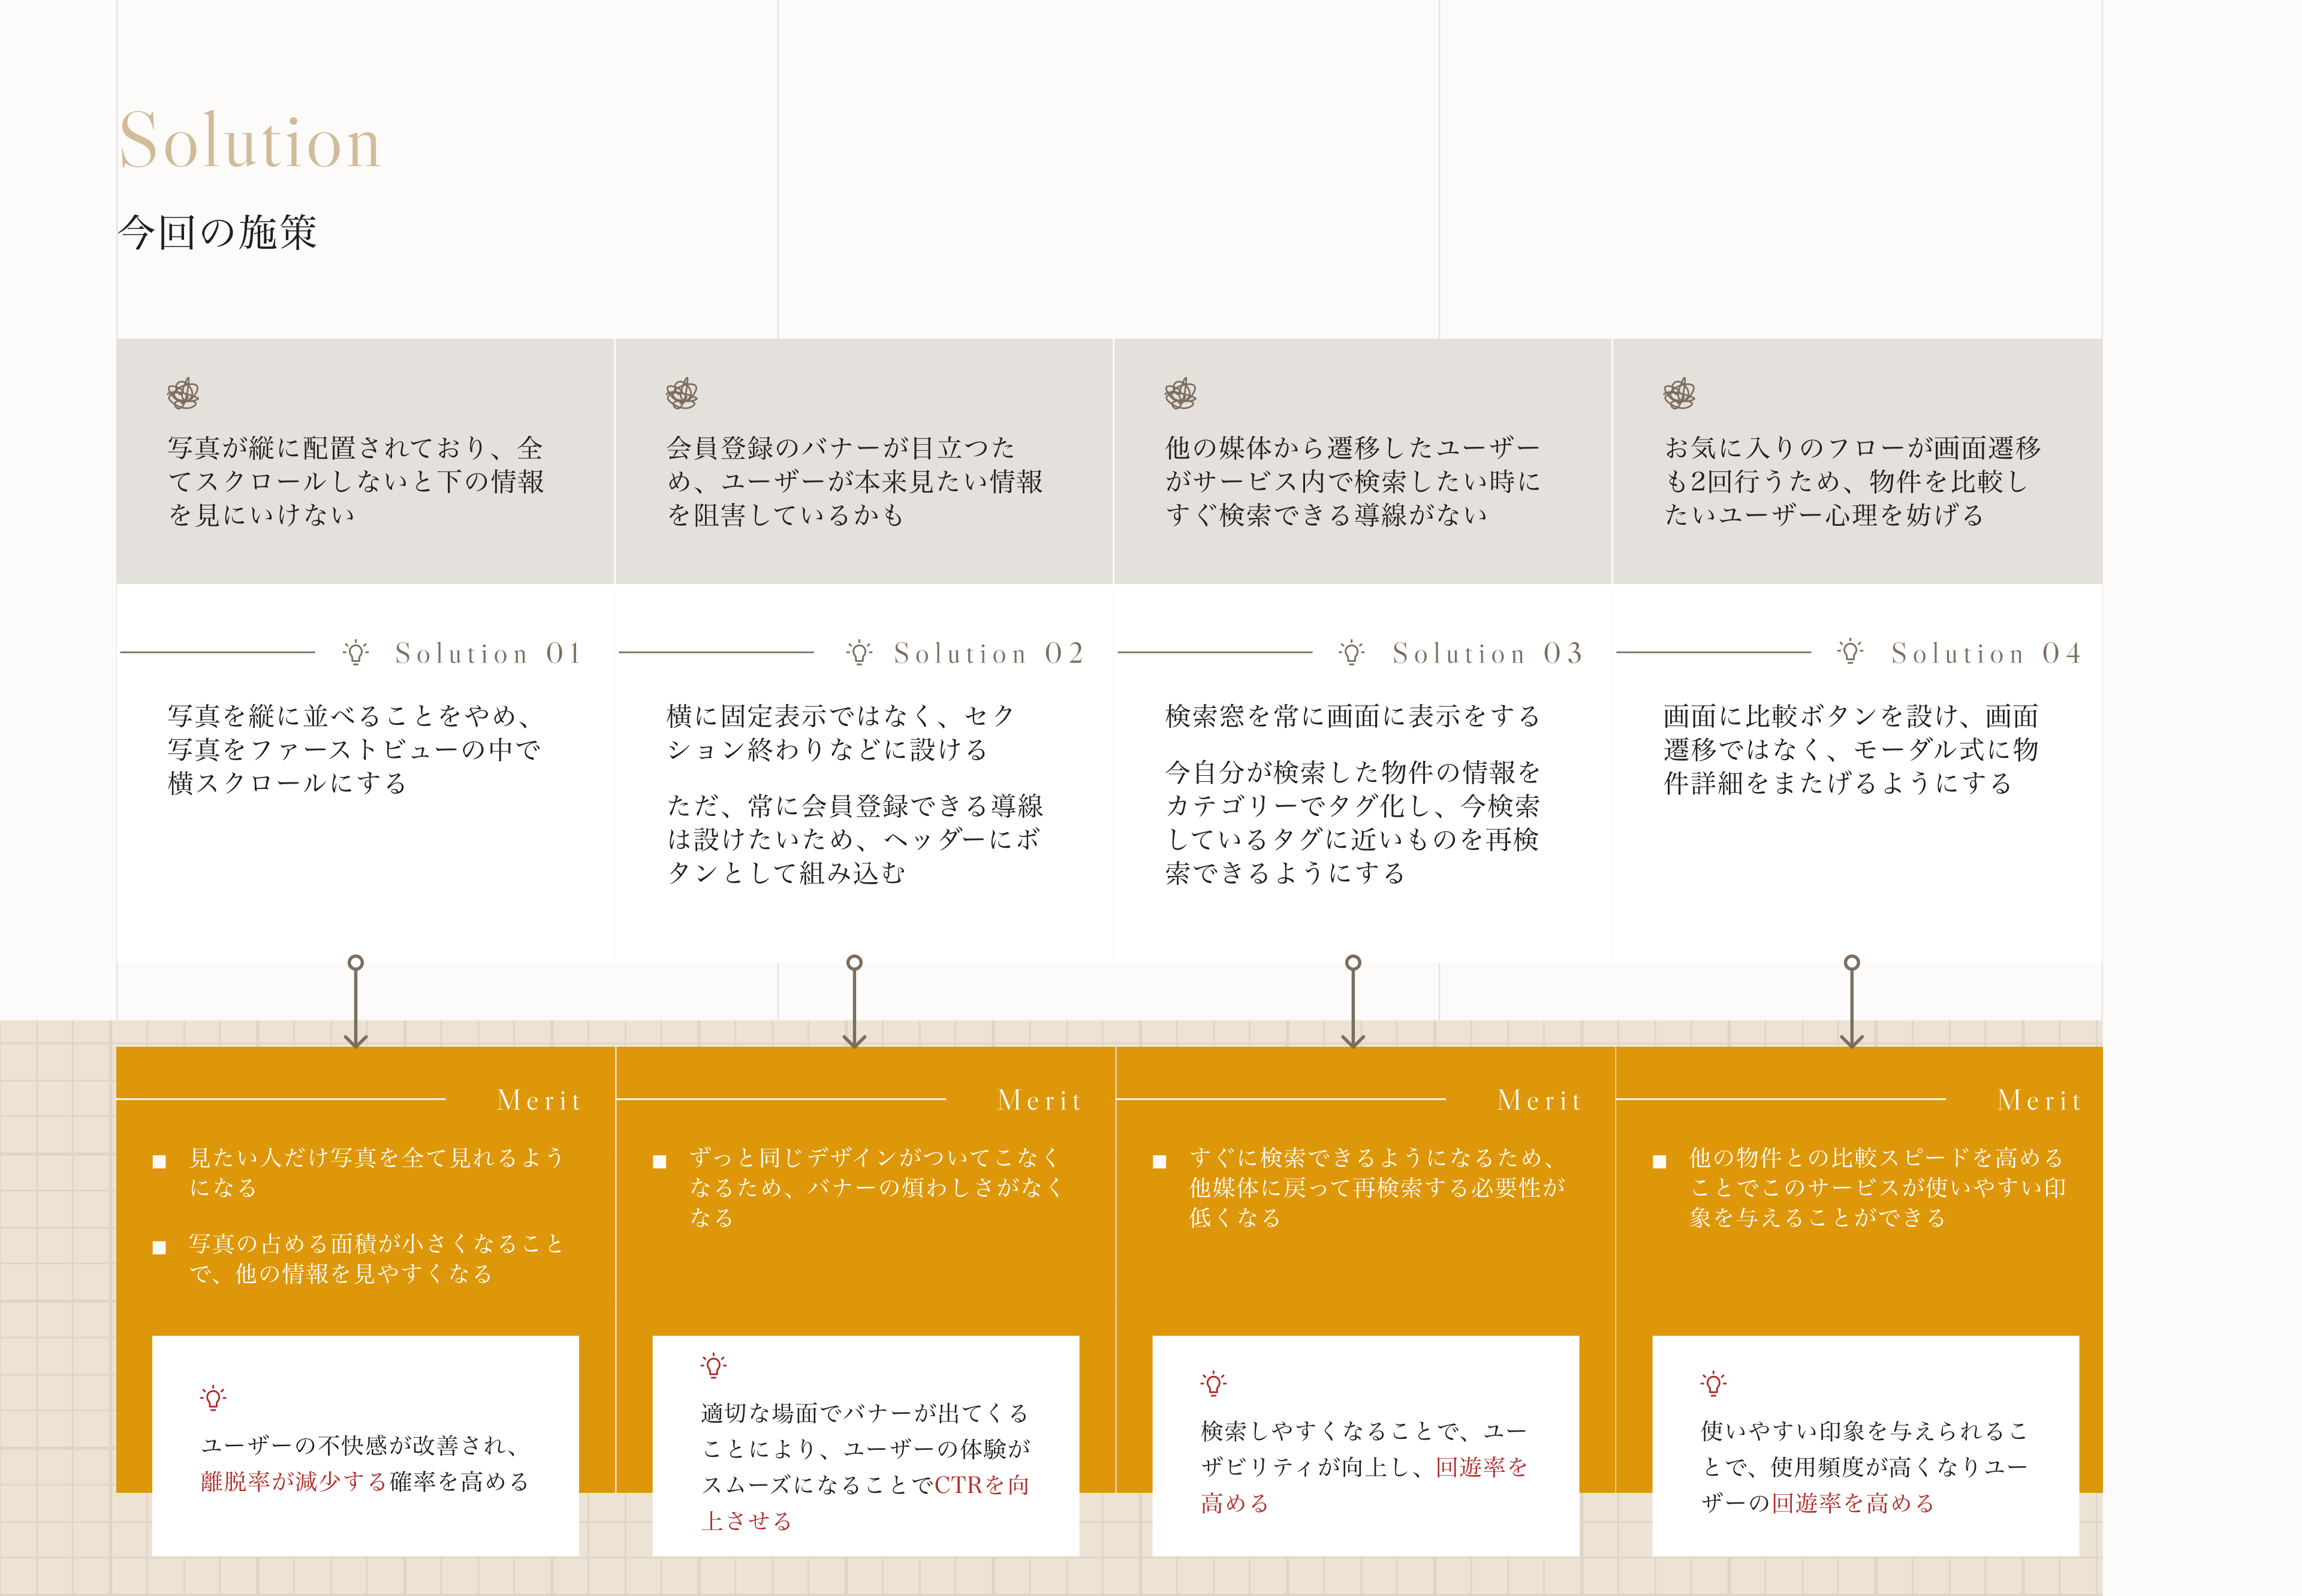 Solution
今回の施策
写真が縦に配置されており、全
てスクロールしないと下の情報
を見にいけない
会員登録のバナーが目立つた
め、ユーザーが本来見たい情報
を阻害しているかも
他の媒体から遷移したユーザー
がサービス内で検索したい時に
すぐ検索できる導線がない
お気に入りのフローが画面遷移
も2回行うため、物件を比較し
たいユーザー心理を妨げる
Solution 01
写真を縦に並べることをやめ、
写真をファーストビューの中で
横スクロールにする
Solution 02
横に固定表示ではなく、セク
ション終わりなどに設ける
ただ、常に会員登録できる導線
は設けたいため、ヘッダーにボ
タンとして組み込む
Solution 03
検索窓を常に画面に表示をする
今自分が検索した物件の情報を
カテゴリーでタグ化し、今検索
しているタグに近いものを再検
索できるようにする
Solution 04
画面に比較ボタンを設け、画面
遷移ではなく、モーダル式に物
件詳細をまたげるようにする
Merit
見たい人だけ写真を全て見れるよう
になる
写真の占める面積が小さくなること
で、他の情報を見やすくなる
ユーザーの不快感が改善され、
離脱率が減少する確率を高める
Merit
ずっと同じデザインがついてこなく
なるため、バナーの煩わしさがなく
なる
適切な場面でバナーが出てくる
ことにより、ユーザーの体験が
スムーズになることでCTRを向
上させる
Merit
すぐに検索できるようになるため、
他媒体に戻って再検索する必要性が
低くなる
検索しやすくなることで、ユー
ザビリティが向上し、回遊率を
高める
Merit
他の物件との比較スピードを高める
ことでこのサービスが使いやすい印
象を与えることができる
使いやすい印象を与えられるこ
とで、使用頻度が高くなりユー
ザーの回遊率を高める